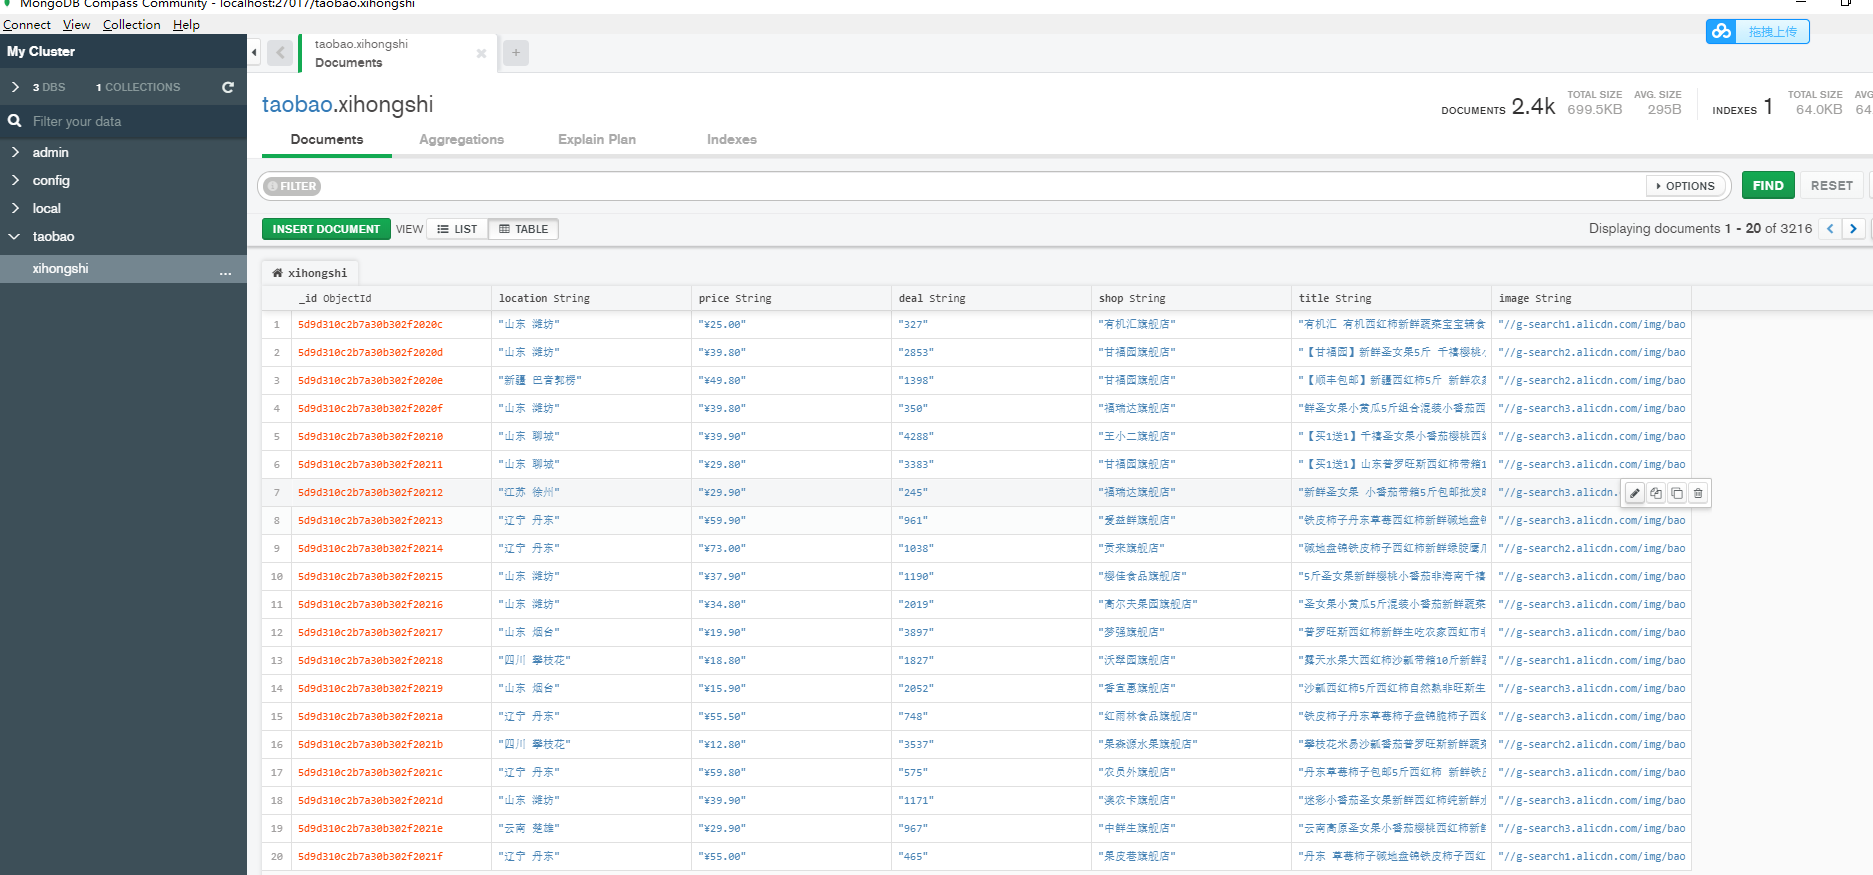 MongoDB Compass Community - localhost:27017/taobao.xihongshi
Connect View Collection Help
My Cluster
3 DBS 1 COLLECTIONS
Filter your data
admin
config
local
taobao
xihongshi ...
taobao.xihongshi
Documents
拖拽上传
taobao.xihongshi
DOCUMENTS 2.4k TOTAL SIZE 699.5KB AVG. SIZE 295B INDEXES 1 TOTAL SIZE 64.0KB AVG 64
Documents Aggregations Explain Plan Indexes
FILTER OPTIONS FIND RESET
INSERT DOCUMENT VIEW LIST TABLE Displaying documents 1 - 20 of 3216
xihongshi
_id ObjectId location String price String deal String shop String title String image String
1 5d9d310c2b7a30b302f2020c "山东 潍坊" "¥25.00" "327" "有机汇旗舰店" "有机汇 有机西红柿新鲜蔬菜宝宝辅食 "//g-search1.alicdn.com/img/bao
2 5d9d310c2b7a30b302f2020d "山东 潍坊" "¥39.80" "2853" "甘福园旗舰店" "【甘福园】新鲜圣女果5斤 千禧樱桃小 "//g-search2.alicdn.com/img/bao
3 5d9d310c2b7a30b302f2020e "新疆 巴音郭楞" "¥49.80" "1398" "甘福园旗舰店" "【顺丰包邮】新疆西红柿5斤 新鲜农家 "//g-search2.alicdn.com/img/bao
4 5d9d310c2b7a30b302f2020f "山东 潍坊" "¥39.80" "350" "福瑞达旗舰店" "鲜圣女果小黄瓜5斤组合混装小番茄西 "//g-search3.alicdn.com/img/bao
5 5d9d310c2b7a30b302f20210 "山东 聊城" "¥39.90" "4288" "王小二旗舰店" "【买1送1】千禧圣女果小番茄樱桃西红 "//g-search3.alicdn.com/img/bao
6 5d9d310c2b7a30b302f20211 "山东 聊城" "¥29.80" "3383" "甘福园旗舰店" "【买1送1】山东普罗旺斯西红柿带箱1 "//g-search3.alicdn.com/img/bao
7 5d9d310c2b7a30b302f20212 "江苏 徐州" "¥29.90" "245" "福瑞达旗舰店" "新鲜圣女果 小番茄带箱5斤包邮批发 "//g-search3.alicdn.
8 5d9d310c2b7a30b302f20213 "辽宁 丹东" "¥59.90" "961" "爱益鲜旗舰店" "铁皮柿子丹东草莓西红柿新鲜碱地盘锦 "//g-search3.alicdn.com/img/bao
9 5d9d310c2b7a30b302f20214 "辽宁 丹东" "¥73.00" "1038" "贡来旗舰店" "碱地盘锦铁皮柿子西红柿新鲜绿腚鹰爪 "//g-search2.alicdn.com/img/bao
10 5d9d310c2b7a30b302f20215 "山东 潍坊" "¥37.90" "1190" "樱佳食品旗舰店" "5斤圣女果新鲜樱桃小番茄非海南千禧 "//g-search2.alicdn.com/img/bao
11 5d9d310c2b7a30b302f20216 "山东 潍坊" "¥34.80" "2019" "高尔夫果园旗舰店" "圣女果小黄瓜5斤混装小番茄新鲜蔬菜 "//g-search3.alicdn.com/img/bao
12 5d9d310c2b7a30b302f20217 "山东 烟台" "¥19.90" "3897" "梦强旗舰店" "普罗旺斯西红柿新鲜生吃农家西红市非 "//g-search3.alicdn.com/img/bao
13 5d9d310c2b7a30b302f20218 "四川 攀枝花" "¥18.80" "1827" "沃犟园旗舰店" "露天水果大西红柿沙瓤带箱10斤新鲜蔬 "//g-search1.alicdn.com/img/bao
14 5d9d310c2b7a30b302f20219 "山东 烟台" "¥15.90" "2052" "香宜惠旗舰店" "沙瓤西红柿5斤西红柿自然熟非旺斯生 "//g-search3.alicdn.com/img/bao
15 5d9d310c2b7a30b302f2021a "辽宁 丹东" "¥55.50" "748" "红雨林食品旗舰店" "铁皮柿子丹东草莓柿子盘锦脆柿子西红 "//g-search3.alicdn.com/img/bao
16 5d9d310c2b7a30b302f2021b "四川 攀枝花" "¥12.80" "3537" "果森源水果旗舰店" "攀枝花米易沙瓤番茄普罗旺斯新鲜蔬菜 "//g-search2.alicdn.com/img/bao
17 5d9d310c2b7a30b302f2021c "辽宁 丹东" "¥59.80" "575" "农员外旗舰店" "丹东草莓柿子包邮5斤西红柿 新鲜铁皮 "//g-search3.alicdn.com/img/bao
18 5d9d310c2b7a30b302f2021d "山东 潍坊" "¥39.90" "1171" "澳农卡旗舰店" "迷彩小番茄圣女果新鲜西红柿纯新鲜水 "//g-search3.alicdn.com/img/bao
19 5d9d310c2b7a30b302f2021e "云南 楚雄" "¥29.90" "967" "中鲜生旗舰店" "云南高原圣女果小番茄樱桃西红柿新鲜 "//g-search3.alicdn.com/img/bao
20 5d9d310c2b7a30b302f2021f "辽宁 丹东" "¥55.00" "465" "果皮巷旗舰店" "丹东 草莓柿子碱地盘锦铁皮柿子西红 "//g-search1.alicdn.com/img/bao